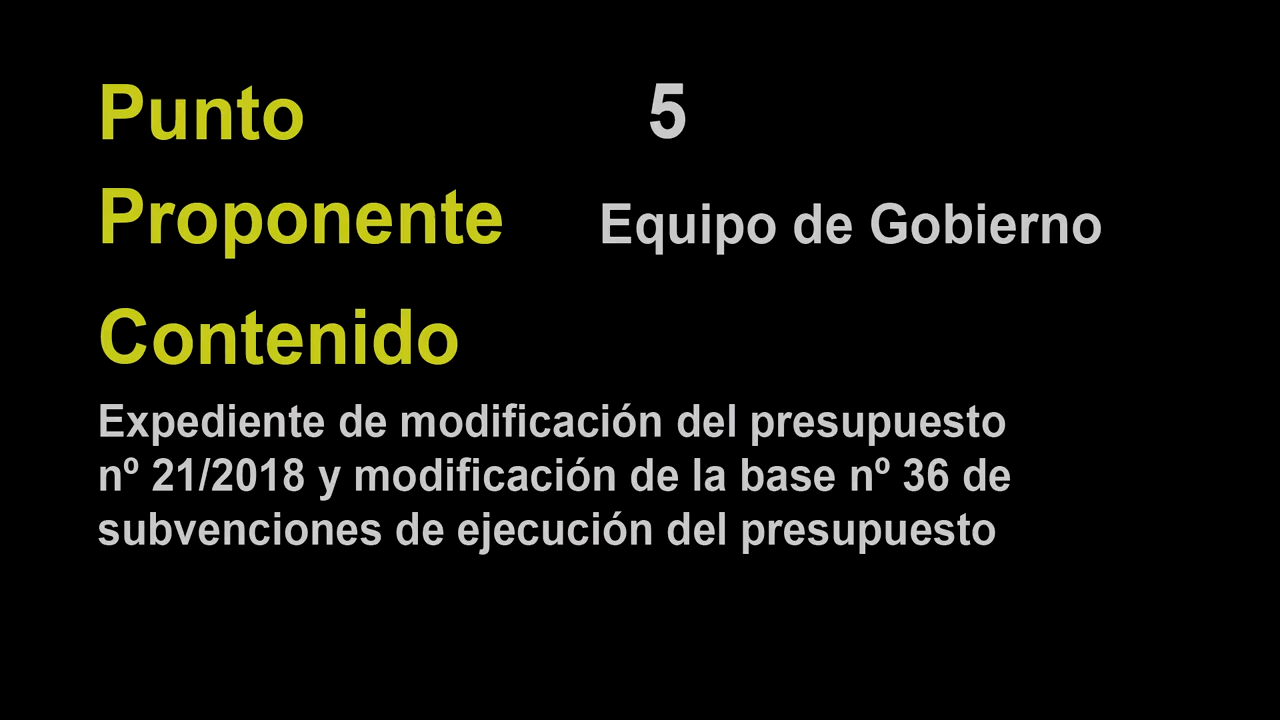 Punto 5
Proponente Equipo de Gobierno
Contenido
Expediente de modificación del presupuesto
nº 21/2018 y modificación de la base nº 36 de
subvenciones de ejecución del presupuesto